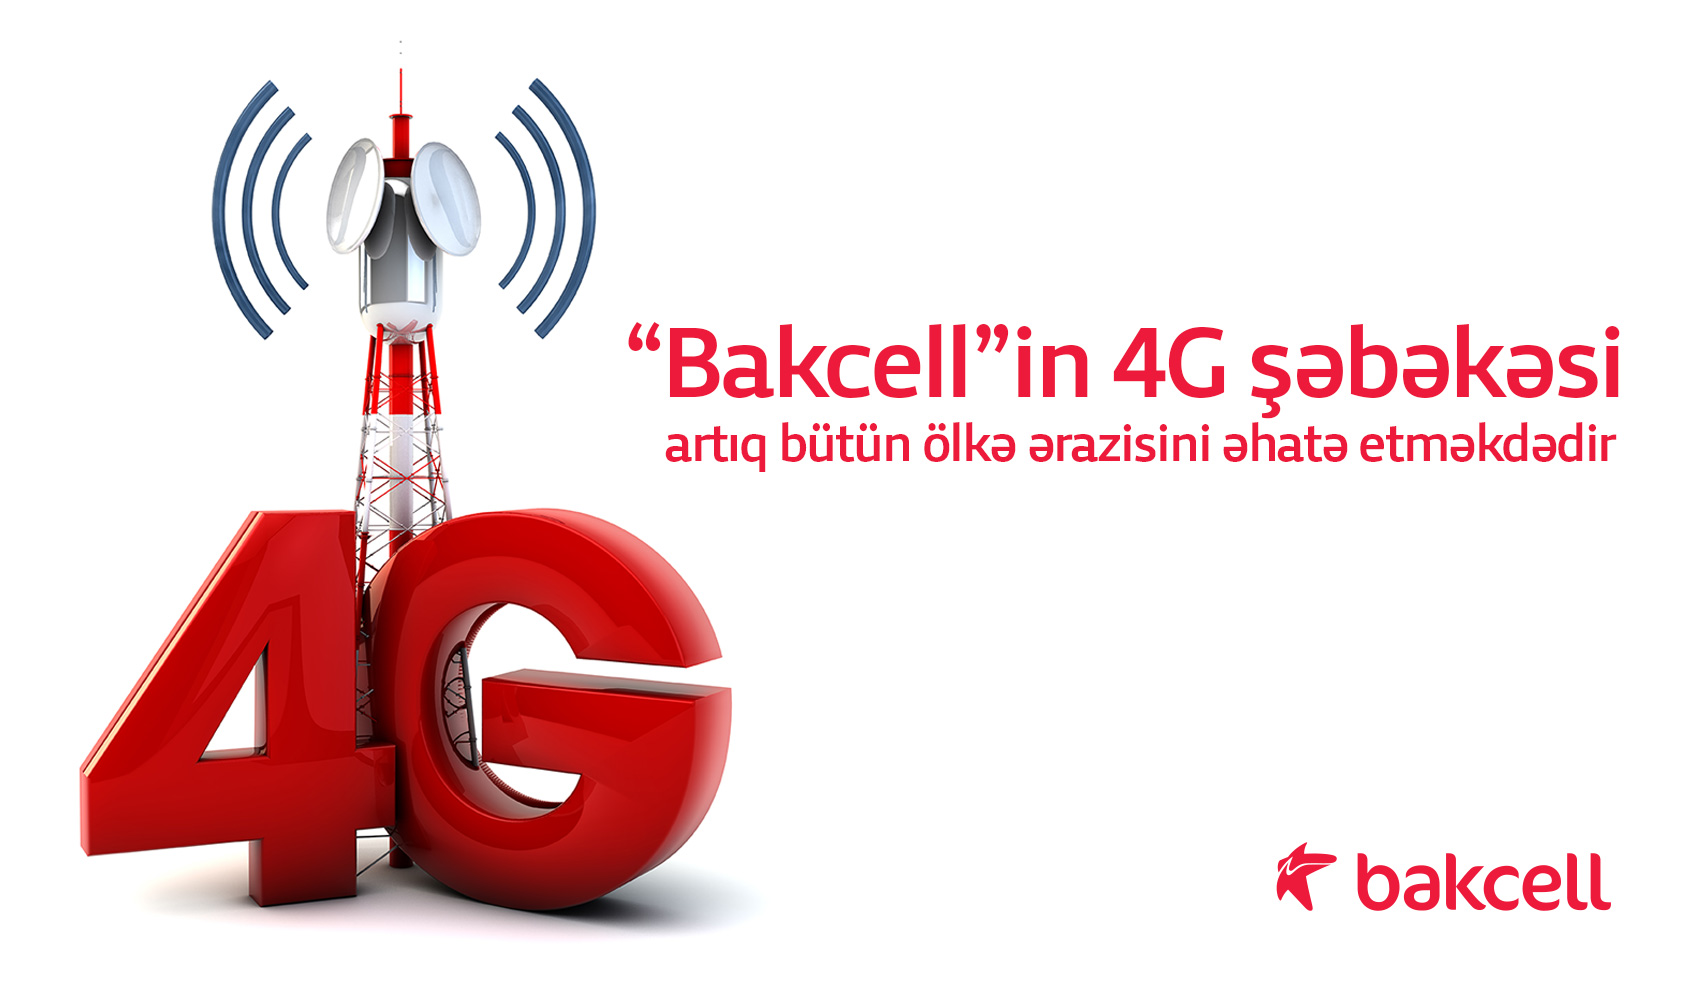 “Bakcell”in 4G şəbəkəsi
artıq bütün ölkə ərazisini əhatə etməkdədir
4G
bakcell